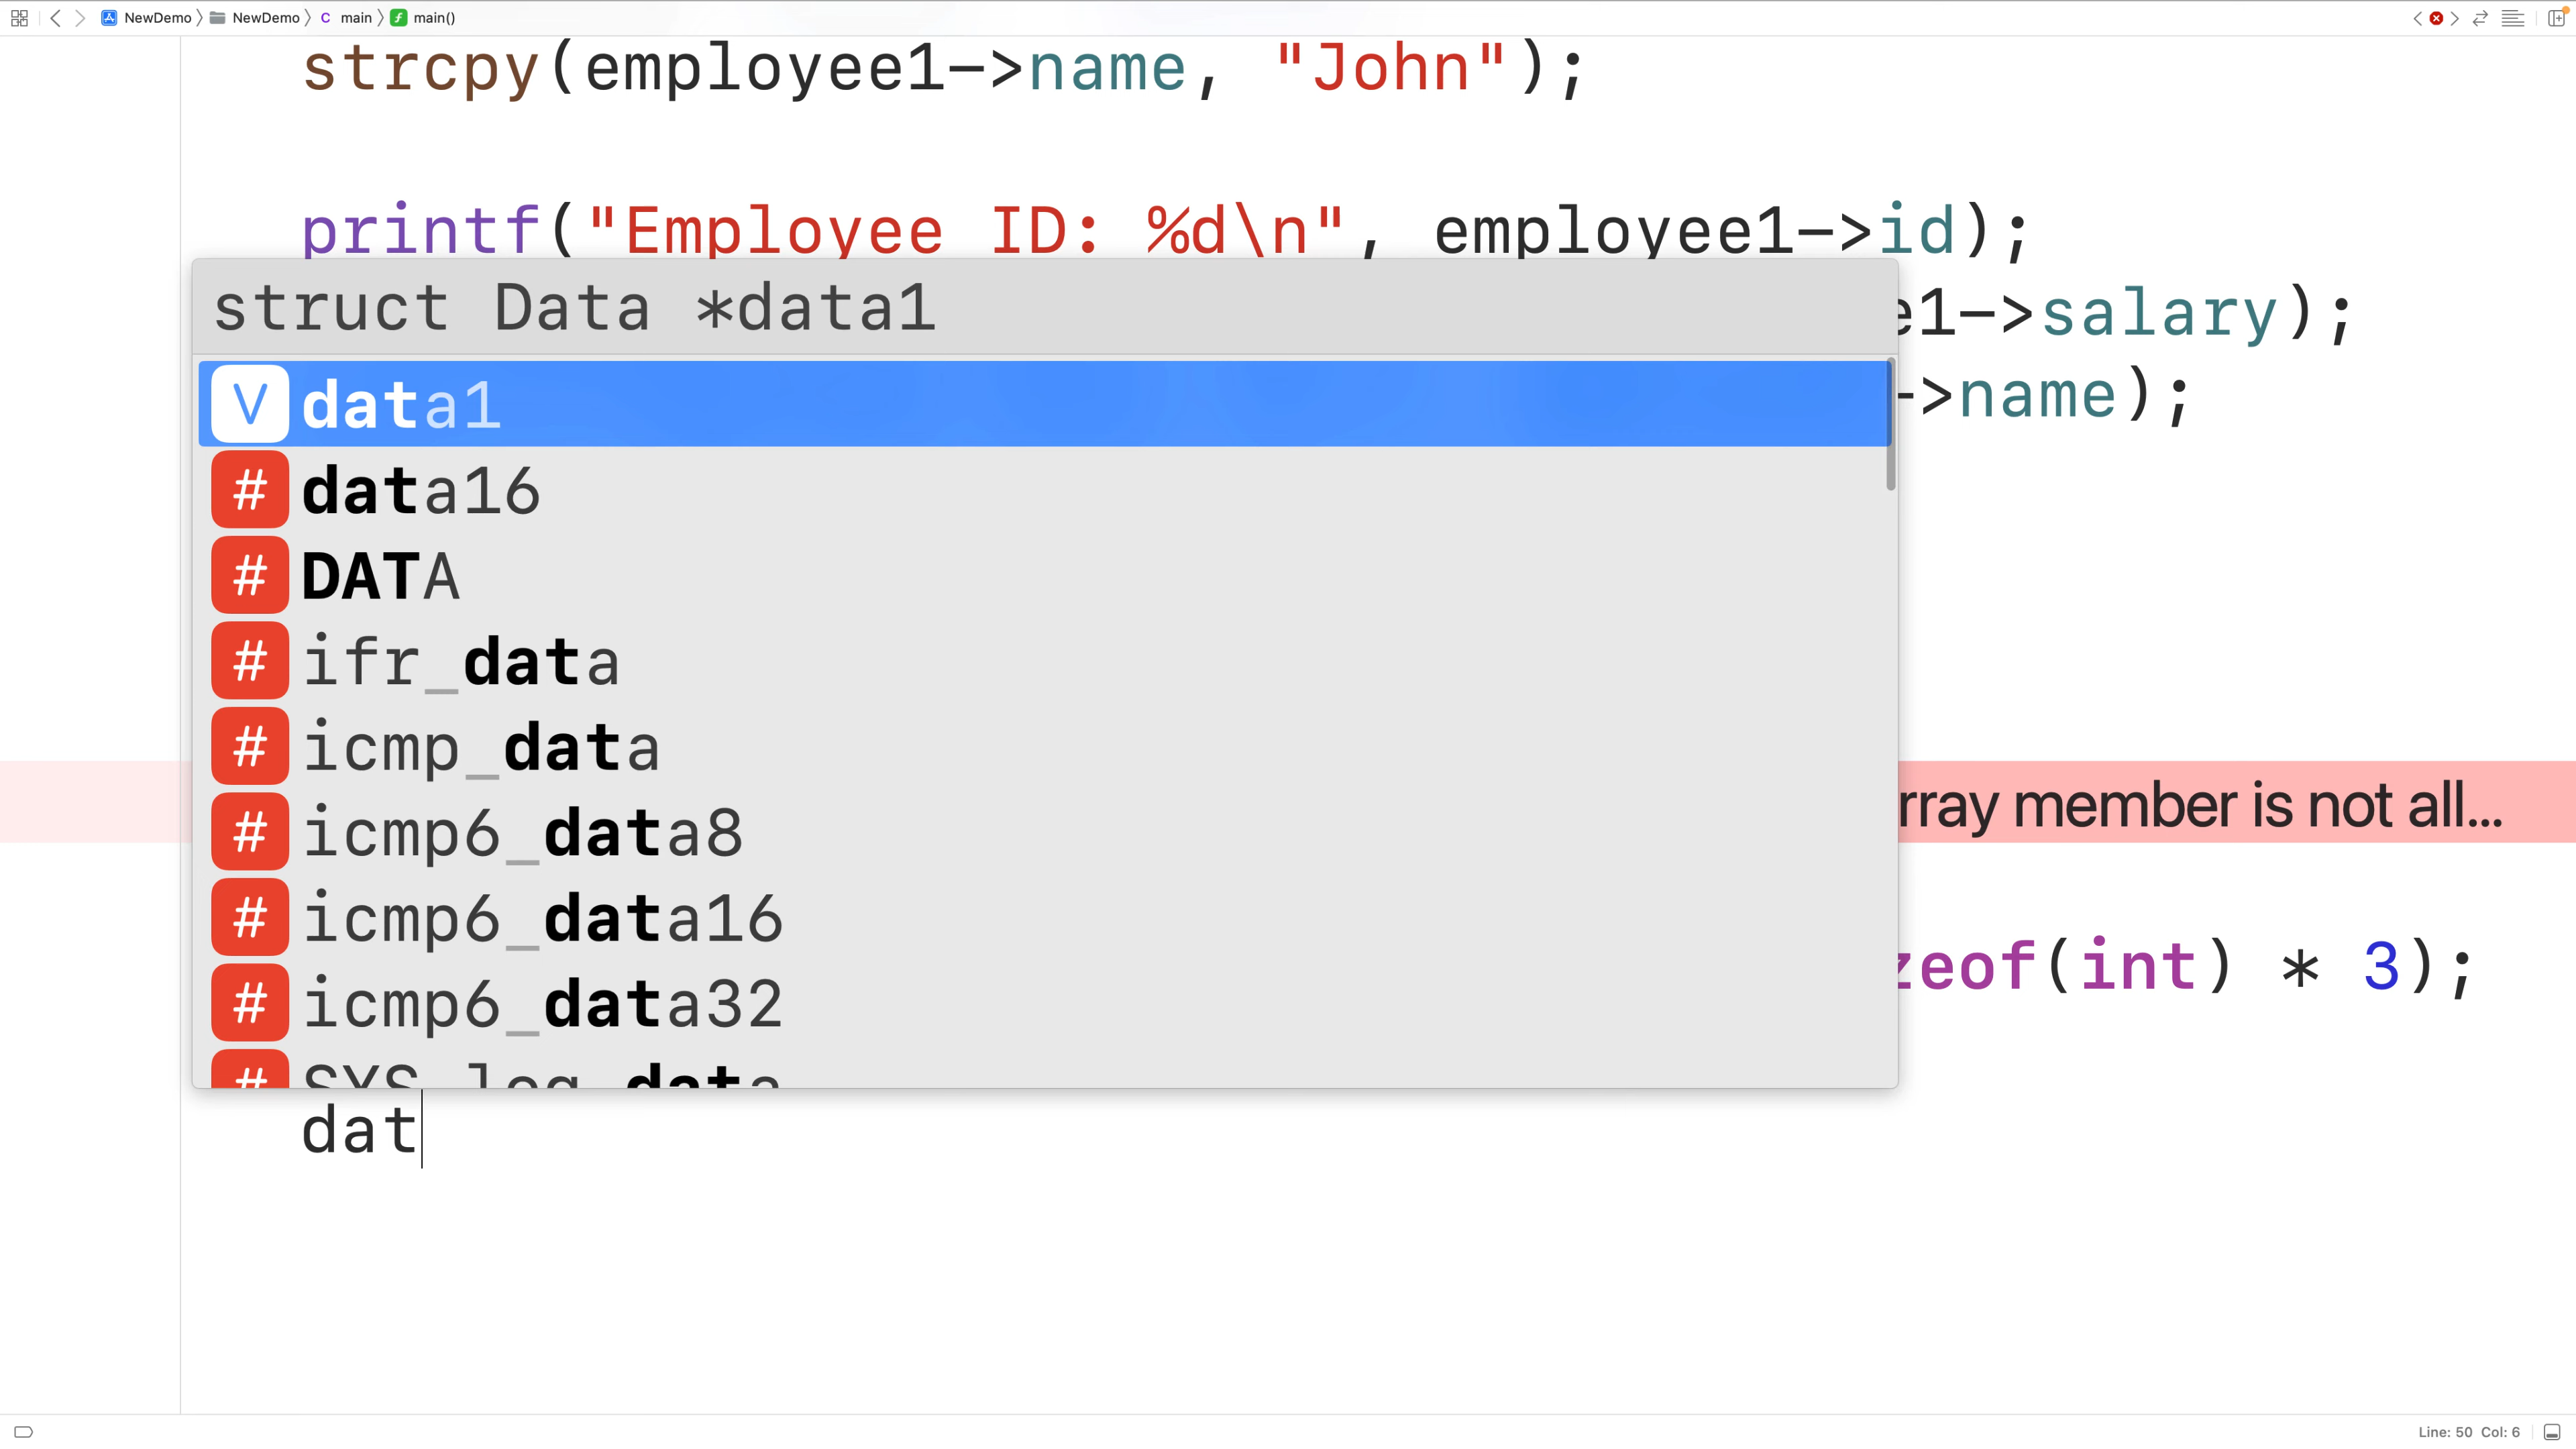 NewDemo NewDemo C main f main()
strcpy(employee1->name, "John");
printf("Employee ID: %d\n", employee1->id);
struct Data *data1
e1->salary);
V data1
->name);
# data16
# DATA
# ifr_data
# icmp_data
rray member is not all...
# icmp6_data8
# icmp6_data16
zeof(int) * 3);
# icmp6_data32
# SYS_log_data
dat
Line: 50 Col: 6